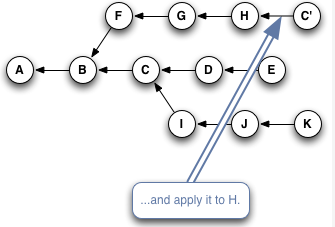 F G H C'
A B C D E
I J K
...and apply it to H.